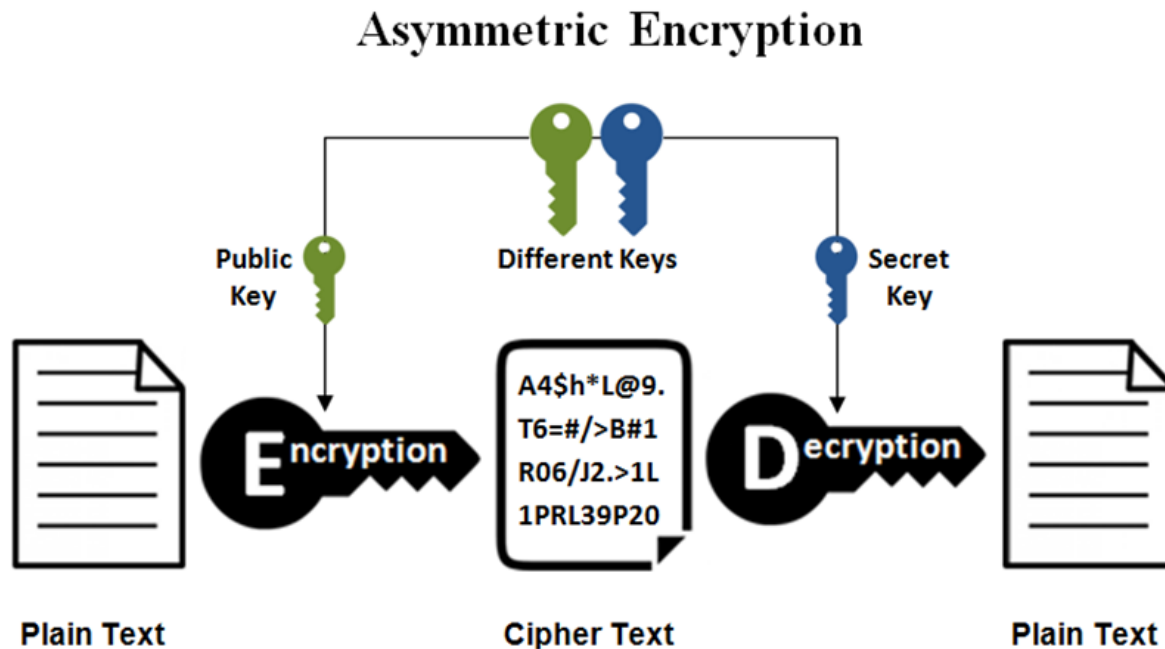 Asymmetric Encryption
Public
Key
Different Keys
Secret
Key
Encryption
A4$h*L@9.
T6=#/>B#1
R06/J2.>1L
1PRL39P20
Decryption
Plain Text
Cipher Text
Plain Text